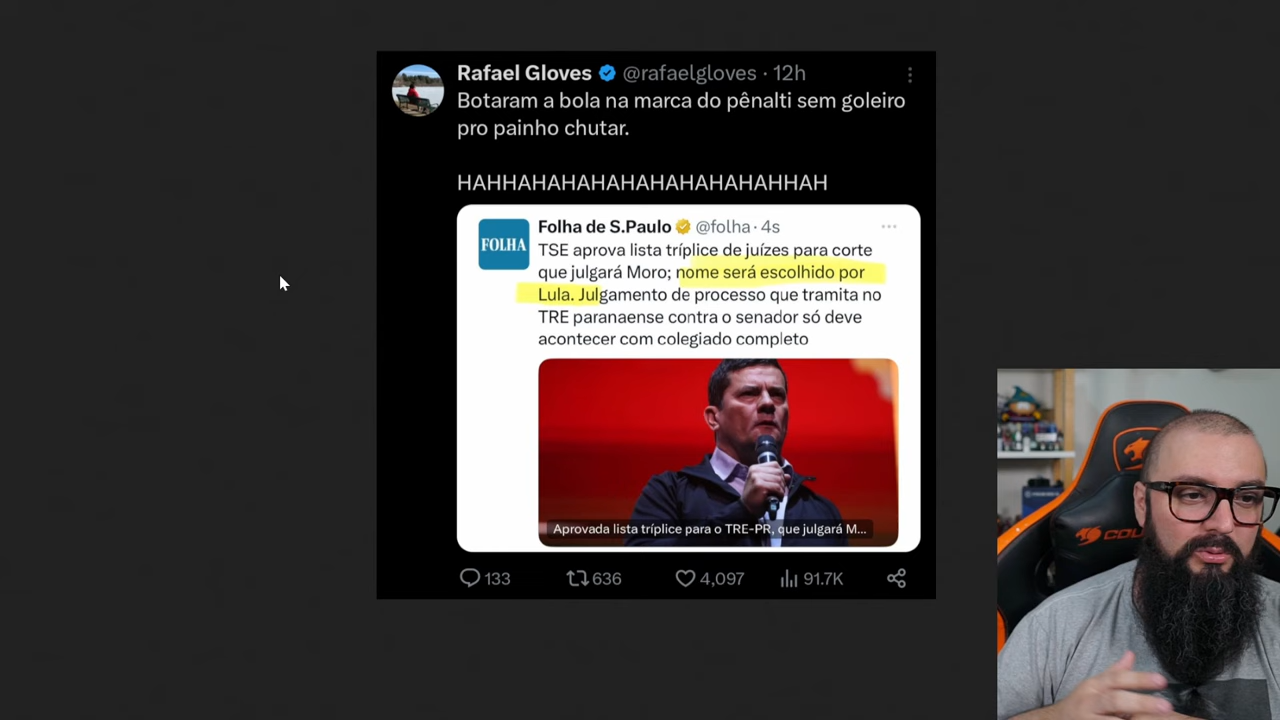 Rafael Gloves @rafaelgloves · 12h
Botaram a bola na marca do pênalti sem goleiro
pro painho chutar.
HAHHAHAHAHAHAHAHAHAHAHHAH
FOLHA
Folha de S.Paulo @folha · 4s
TSE aprova lista tríplice de juízes para corte
que julgará Moro; nome será escolhido por
Lula. Julgamento de processo que tramita no
TRE paranaense contra o senador só deve
acontecer com colegiado completo
Aprovada lista tríplice para o TRE-PR, que julgará M...
133 636 4,097 91.7K